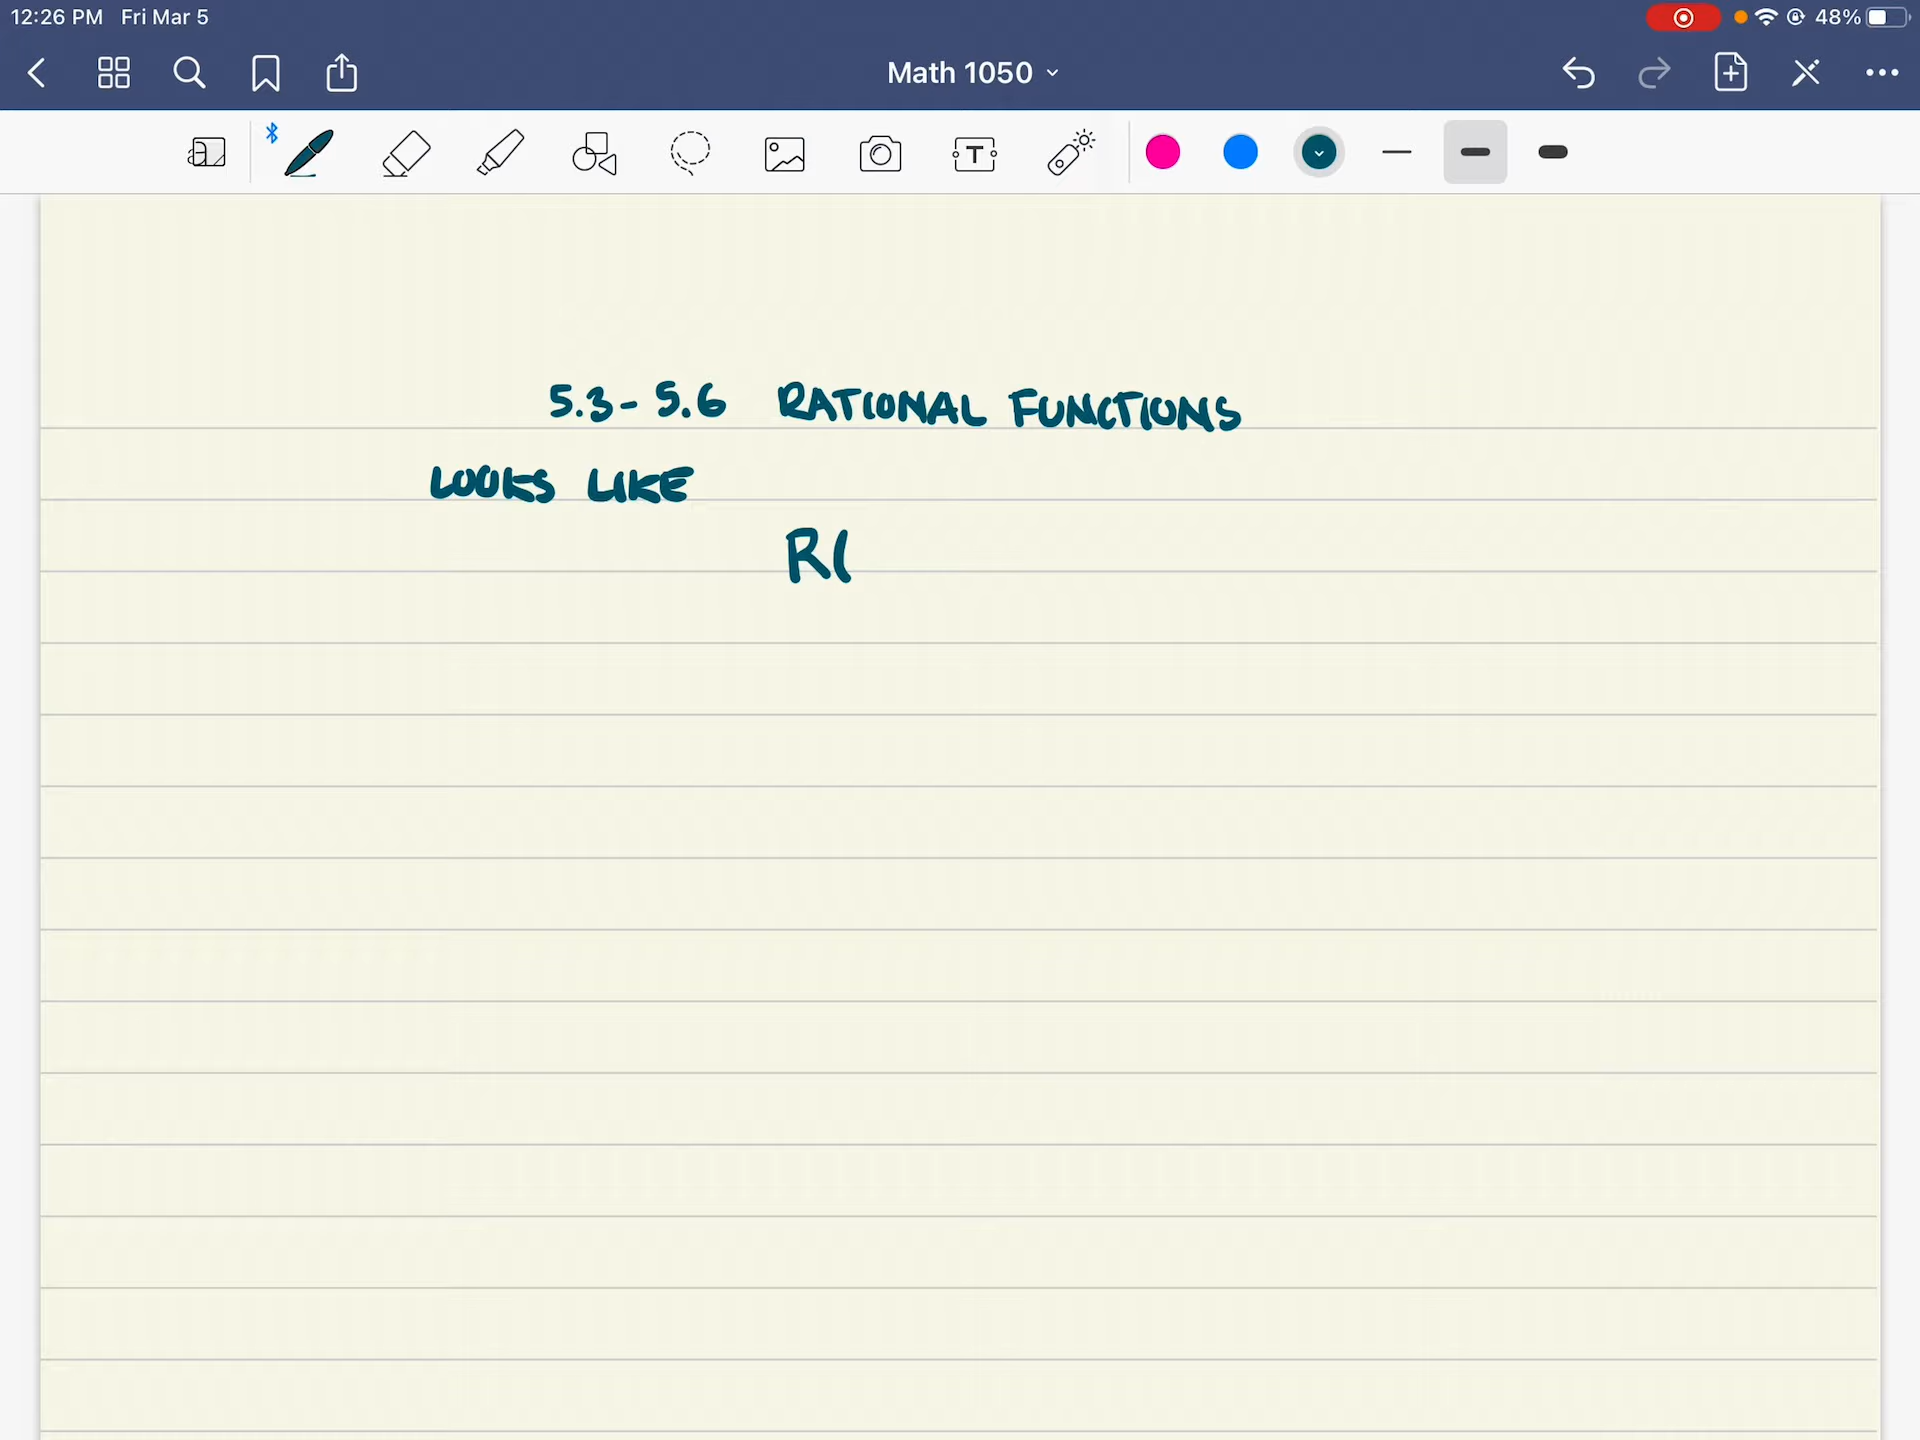 12:26 PM Fri Mar 5 48%
Math 1050
T
5.3-5.6 RATIONAL FUNCTIONS
LOOKS LIKE
R(